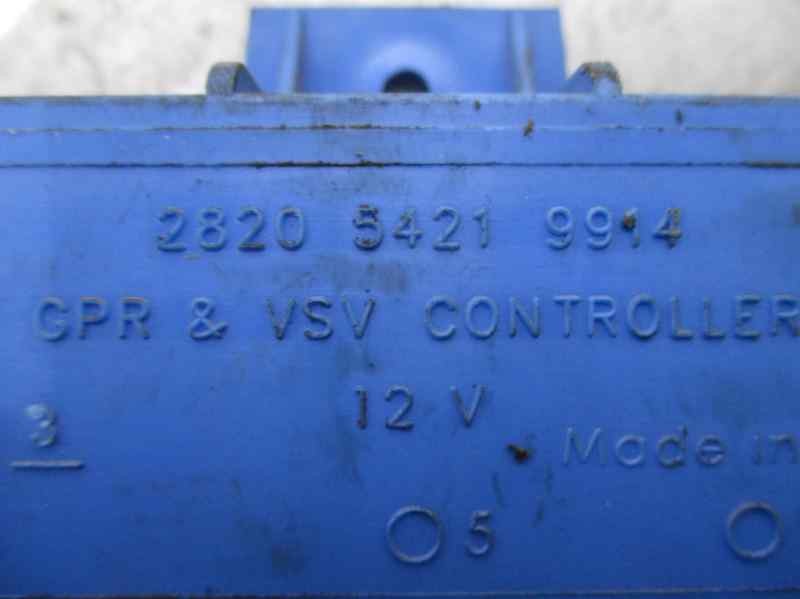 2820 5421 9914
GPR & VSV CONTROLLER
12 V
3
Made in
5